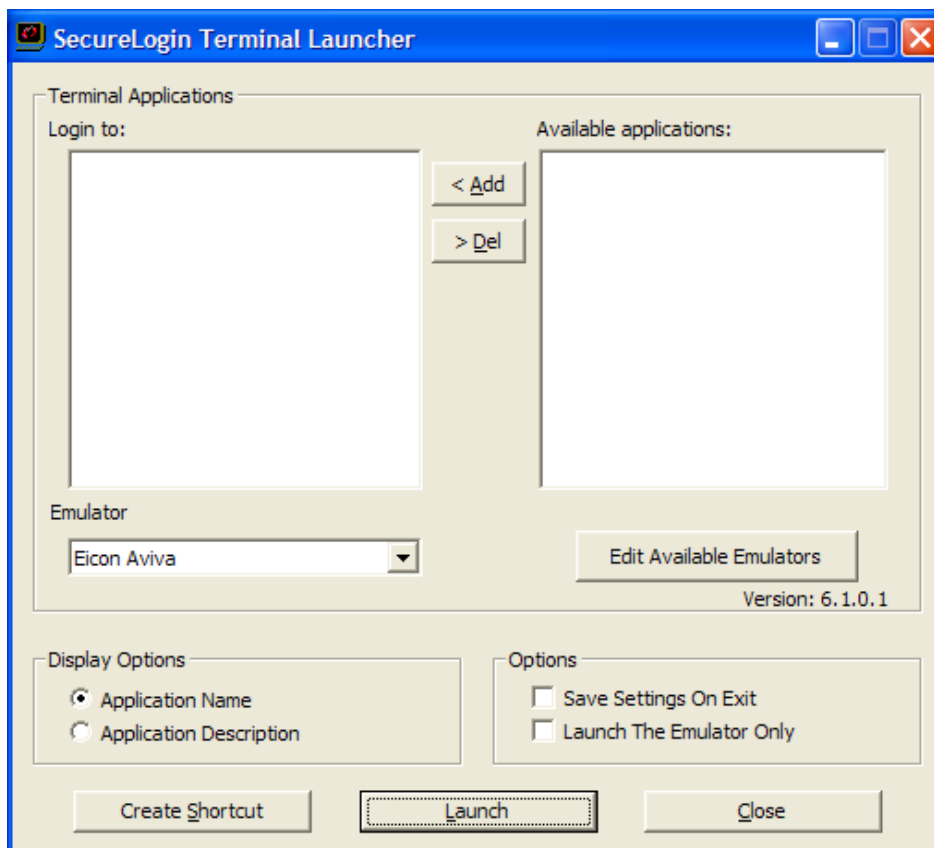 SecureLogin Terminal Launcher
Terminal Applications
Login to:
Available applications:
< Add
> Del
Emulator
Eicon Aviva
Edit Available Emulators
Version: 6.1.0.1
Display Options
Application Name
Application Description
Options
Save Settings On Exit
Launch The Emulator Only
Create Shortcut
Launch
Close